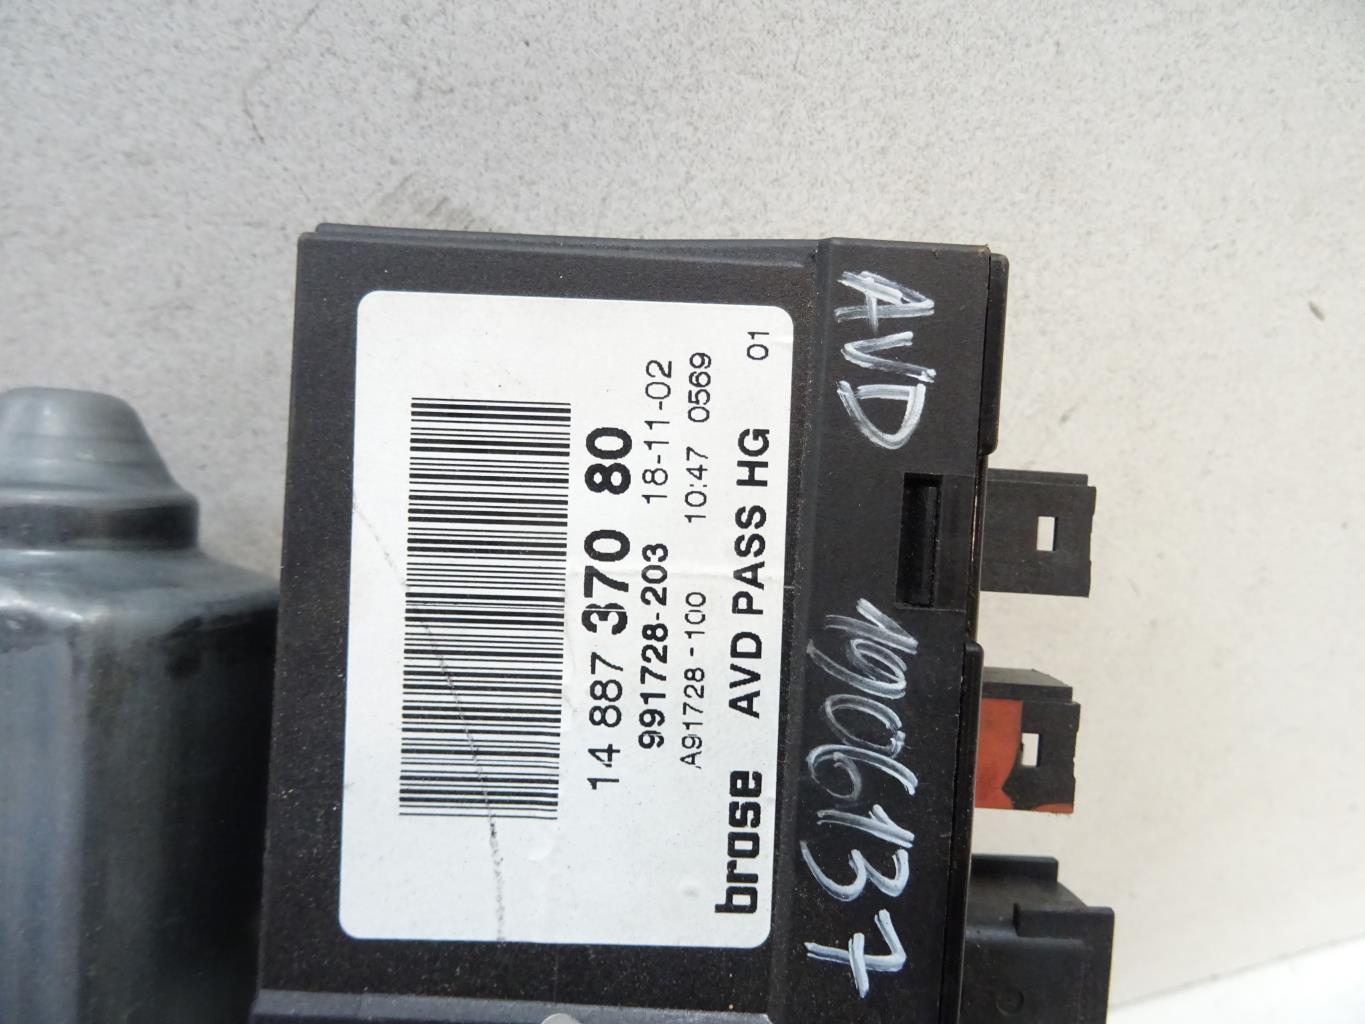 14 887 370 80
991728-203 18-11-02
A91728-100 10:47 0569
brose AVD PASS HG 01
AVD 1906137